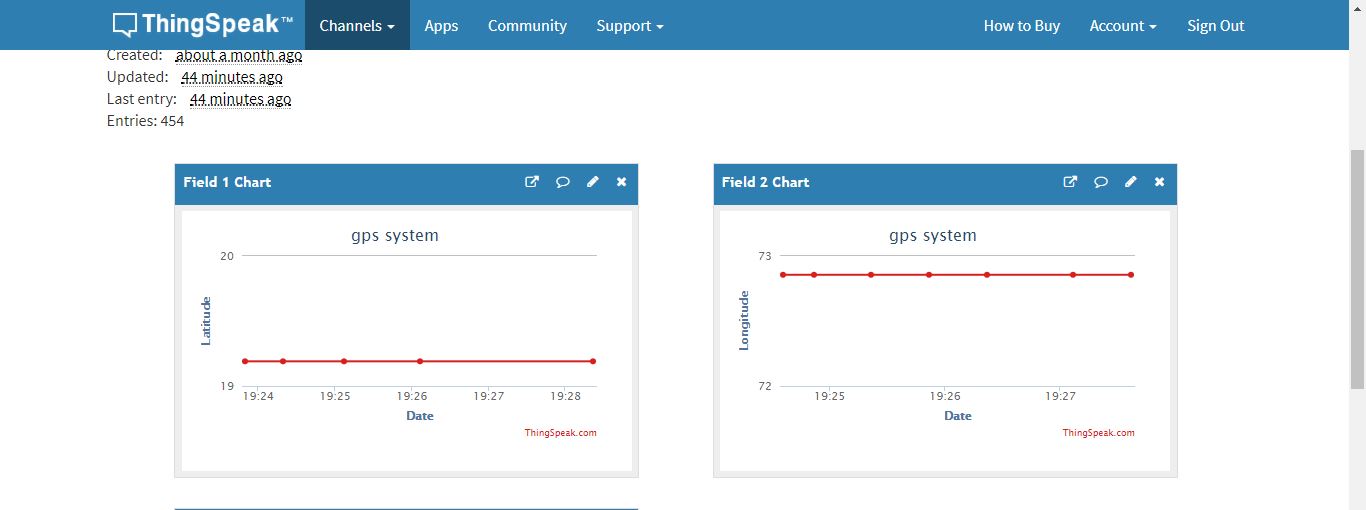 ThingSpeak™ Channels Apps Community Support How to Buy Account Sign Out
Created: about a month ago
Updated: 44 minutes ago
Last entry: 44 minutes ago
Entries: 454
Field 1 Chart
gps system
20
19
Latitude
19:24 19:25 19:26 19:27 19:28
Date
ThingSpeak.com
Field 2 Chart
gps system
73
72
Longitude
19:25 19:26 19:27
Date
ThingSpeak.com